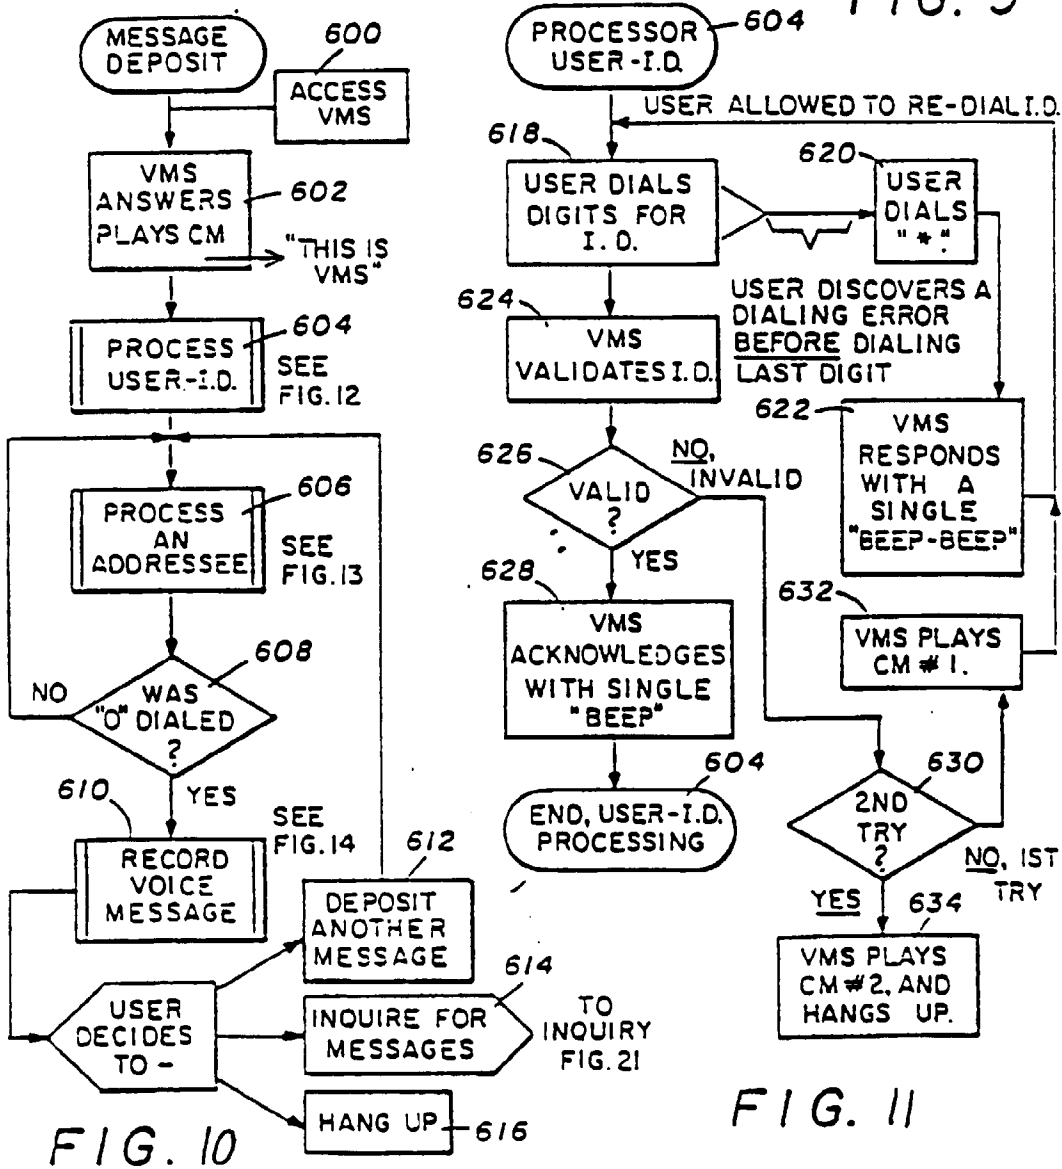 FIG. 9
MESSAGE
DEPOSIT
600
ACCESS
VMS
VMS
ANSWERS
PLAYS CM
602
"THIS IS
VMS"
604
PROCESS
USER-I.D.
SEE
FIG.12
606
PROCESS
AN
ADDRESSEE
SEE
FIG.13
608
NO
WAS
"O" DIALED
?
YES
610
SEE
FIG.14
RECORD
VOICE
MESSAGE
612
DEPOSIT
ANOTHER
MESSAGE
614
USER
DECIDES
TO -
INQUIRE FOR
MESSAGES
TO
INQUIRY
FIG.21
HANG UP
616
FIG. 10
PROCESSOR
USER-I.D.
604
USER ALLOWED TO RE-DIAL I.D.
618
USER DIALS
DIGITS FOR
I.D.
620
USER
DIALS
"*".
USER DISCOVERS A
DIALING ERROR
BEFORE DIALING
LAST DIGIT
624
VMS
VALIDATES I.D.
622
VMS
RESPONDS
WITH A
SINGLE
"BEEP-BEEP"
626
VALID
?
NO,
INVALID
YES
628
VMS
ACKNOWLEDGES
WITH SINGLE
"BEEP"
632
VMS PLAYS
CM #1.
604
END, USER-I.D.
PROCESSING
630
2ND
TRY
?
NO, 1ST
TRY
YES
634
VMS PLAYS
CM #2, AND
HANGS UP.
FIG. 11